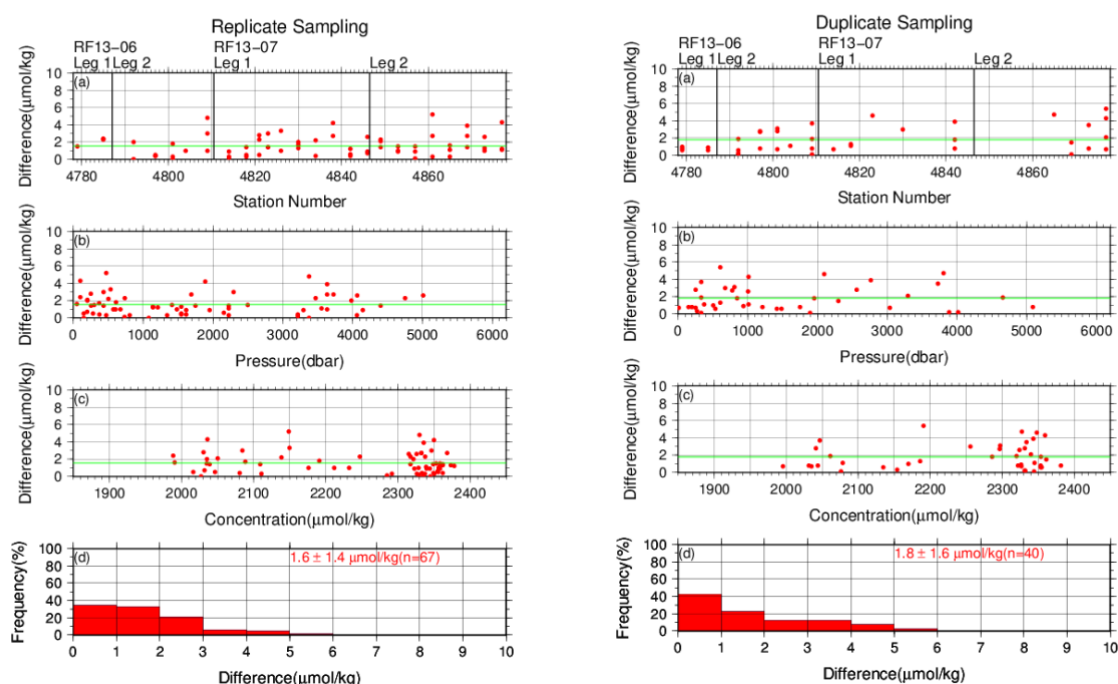 Replicate Sampling
RF13-06 RF13-07
Leg 1 Leg 2 Leg 1 Leg 2
(a)
10
8
6
4
2
0
Difference(μmol/kg)
4780 4800 4820 4840 4860
Station Number
(b)
10
8
6
4
2
0
Difference(μmol/kg)
0 1000 2000 3000 4000 5000 6000
Pressure(dbar)
(c)
10
8
6
4
2
0
Difference(μmol/kg)
1900 2000 2100 2200 2300 2400
Concentration(μmol/kg)
(d)
1.6 ± 1.4 μmol/kg(n=67)
100
80
60
40
20
0
Frequency(%)
0 1 2 3 4 5 6 7 8 9 10
Difference(μmol/kg)
Duplicate Sampling
RF13-06 RF13-07
Leg 1 Leg 2 Leg 1 Leg 2
(a)
10
8
6
4
2
0
Difference(μmol/kg)
4780 4800 4820 4840 4860
Station Number
(b)
10
8
6
4
2
0
Difference(μmol/kg)
0 1000 2000 3000 4000 5000 6000
Pressure(dbar)
(c)
10
8
6
4
2
0
Difference(μmol/kg)
1900 2000 2100 2200 2300 2400
Concentration(μmol/kg)
(d)
1.8 ± 1.6 μmol/kg(n=40)
100
80
60
40
20
0
Frequency(%)
0 1 2 3 4 5 6 7 8 9 10
Difference(μmol/kg)